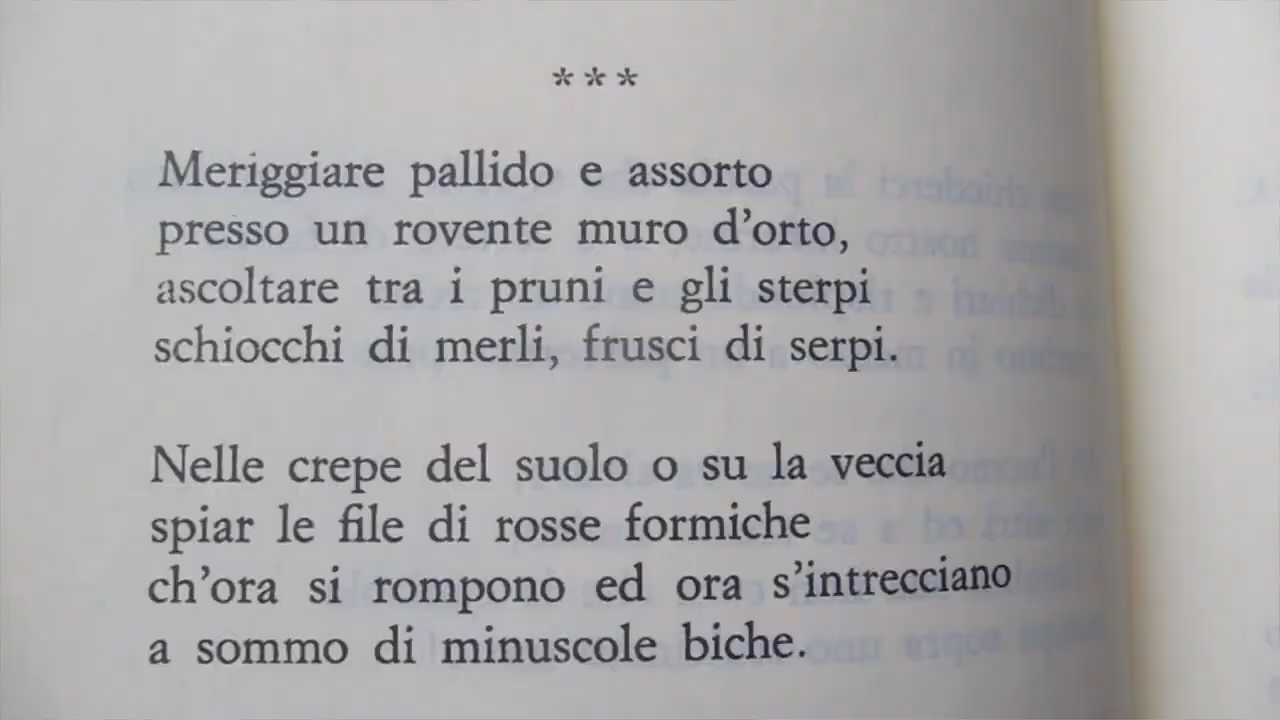 ***
Meriggiare pallido e assorto
presso un rovente muro d'orto,
ascoltare tra i pruni e gli sterpi
schiocchi di merli, frusci di serpi.
Nelle crepe del suolo o su la veccia
spiar le file di rosse formiche
ch'ora si rompono ed ora s'intrecciano
a sommo di minuscole biche.